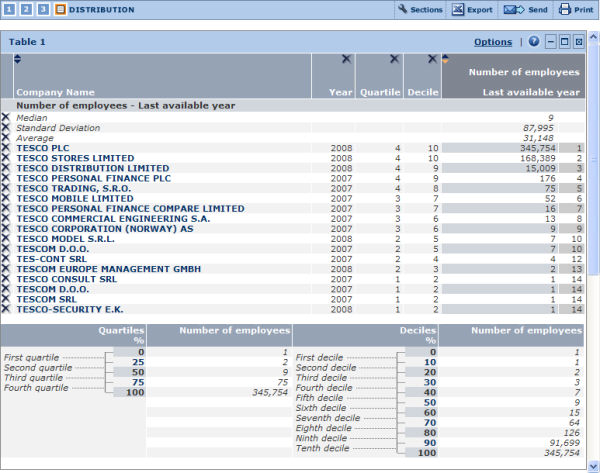 1 2 3 DISTRIBUTION Sections Export Send Print
Table 1 Options | ? 
Company Name Year Quartile Decile Number of employees Last available year
Number of employees - Last available year
Median 9
Standard Deviation 87,995
Average 31,148
TESCO PLC 2008 4 10 345,754 1
TESCO STORES LIMITED 2008 4 10 168,389 2
TESCO DISTRIBUTION LIMITED 2008 4 9 15,009 3
TESCO PERSONAL FINANCE PLC 2007 4 9 176 4
TESCO TRADING, S.R.O. 2007 4 8 75 5
TESCO MOBILE LIMITED 2007 3 7 52 6
TESCO PERSONAL FINANCE COMPARE LIMITED 2007 3 7 16 7
TESCO COMMERCIAL ENGINEERING S.A. 2007 3 6 13 8
TESCO CORPORATION (NORWAY) AS 2007 3 6 9 9
TESCO MODEL S.R.L. 2008 2 5 7 10
TESCOM D.O.O. 2007 2 5 7 10
TES-CONT SRL 2007 2 4 4 12
TESCOM EUROPE MANAGEMENT GMBH 2008 2 3 2 13
TESCO CONSULT SRL 2007 1 2 1 14
TESCOM D.O.O. 2007 1 2 1 14
TESCOM SRL 2007 1 2 1 14
TESCO-SECURITY E.K. 2008 1 2 1 14
Quartiles % Number of employees
0 1
First quartile 25 2
Second quartile 50 9
Third quartile 75 75
Fourth quartile 100 345,754
Deciles % Number of employees
0 1
First decile 10 1
Second decile 20 2
Third decile 30 3
Fourth decile 40 7
Fifth decile 50 9
Sixth decile 60 15
Seventh decile 70 64
Eighth decile 80 126
Ninth decile 90 91,699
Tenth decile 100 345,754